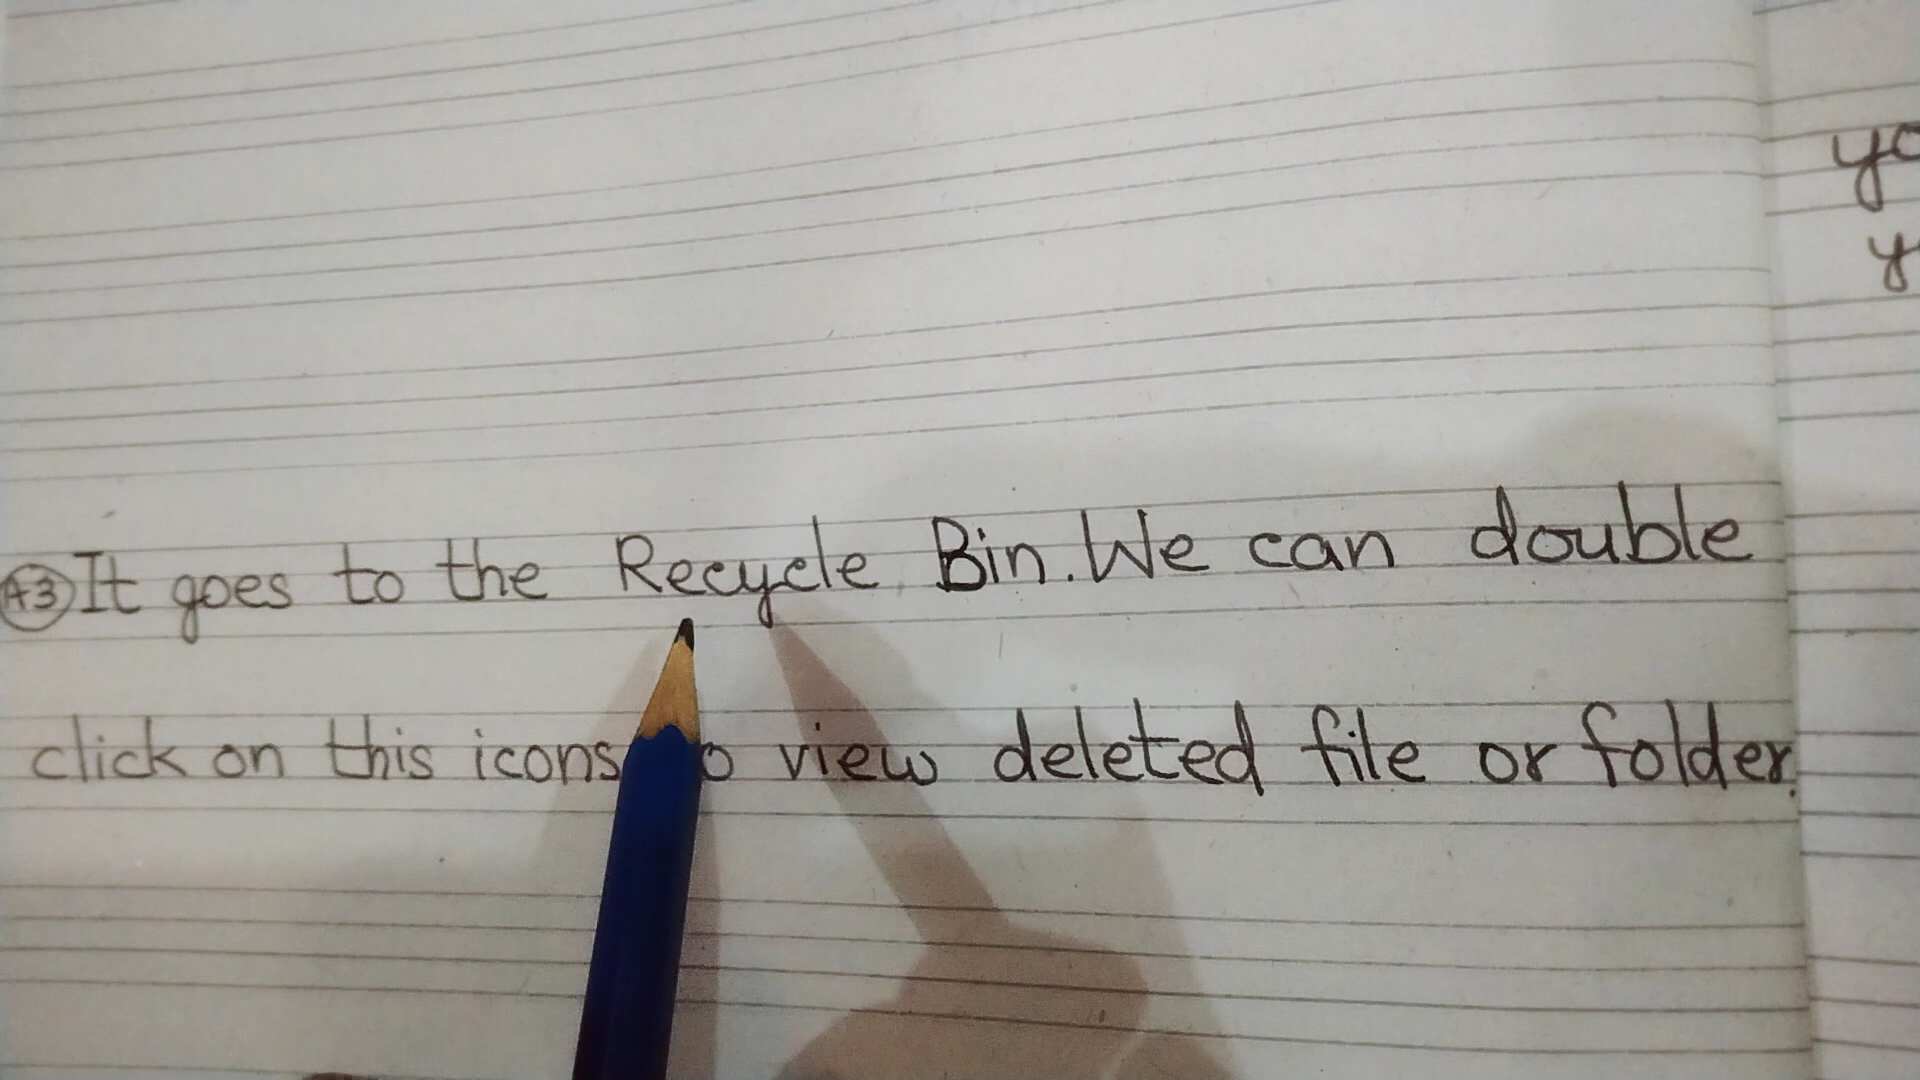 A3 It goes to the Recycle Bin. We can double
click on this icons view deleted file or folder.